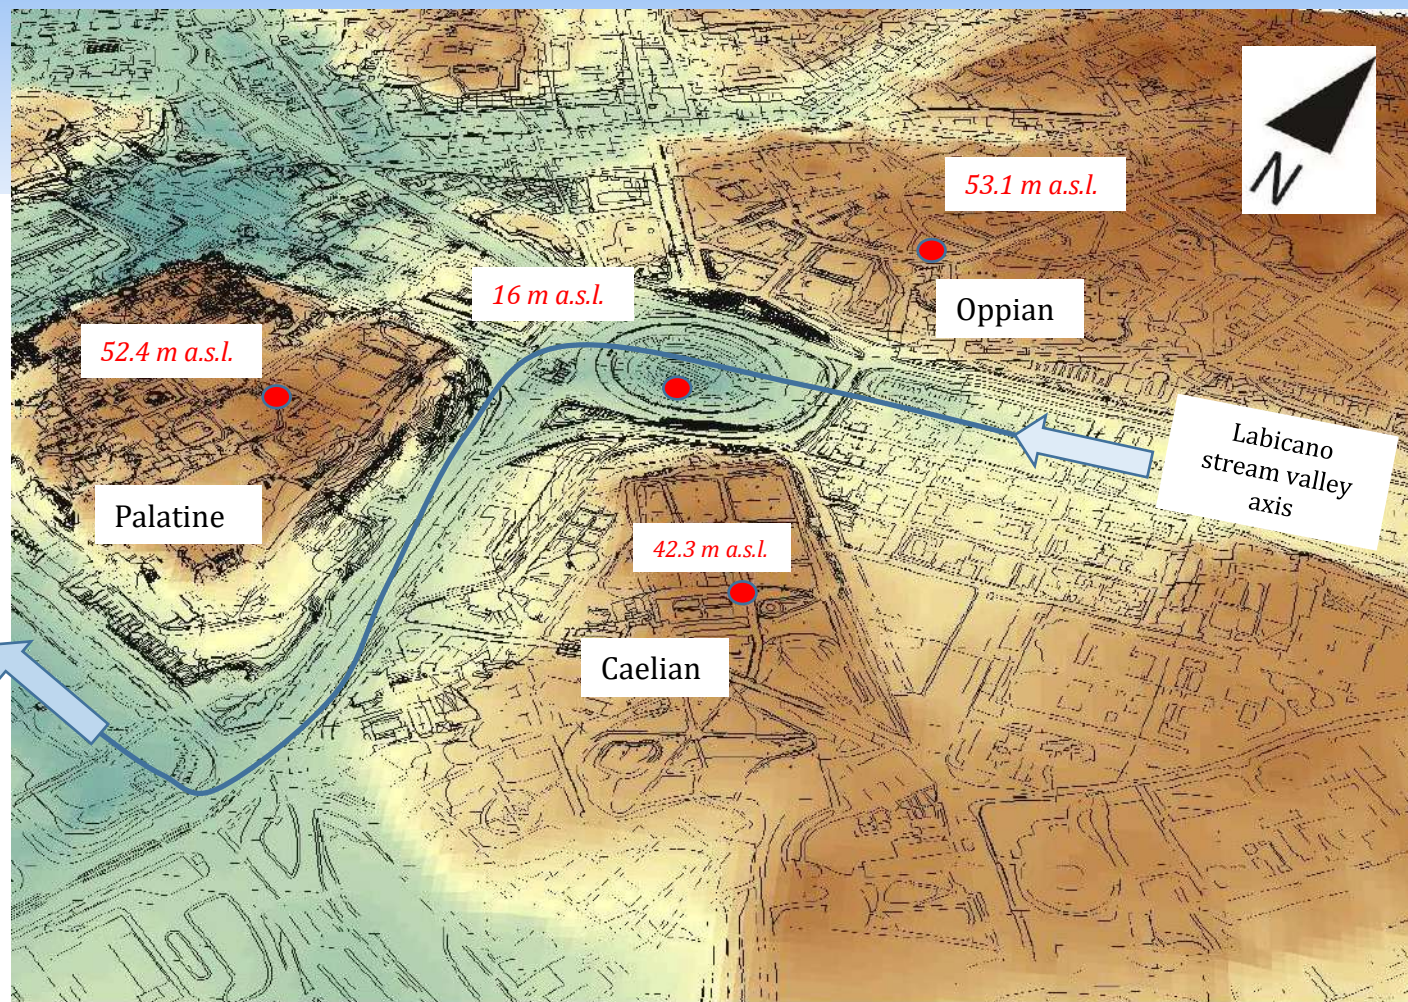 N
53.1 m a.s.l.
Oppian
16 m a.s.l.
52.4 m a.s.l.
Palatine
Labicano
stream valley
axis
42.3 m a.s.l.
Caelian